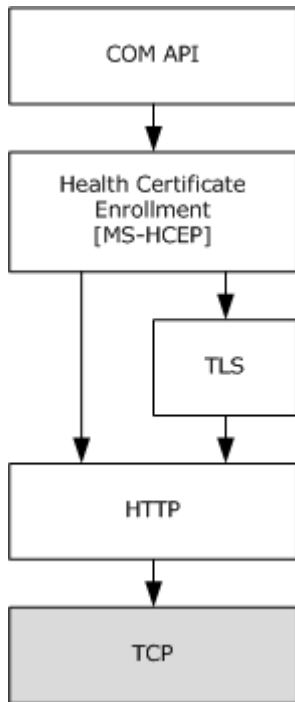 COM API
Health Certificate
Enrollment
[MS-HCEP]
TLS
HTTP
TCP